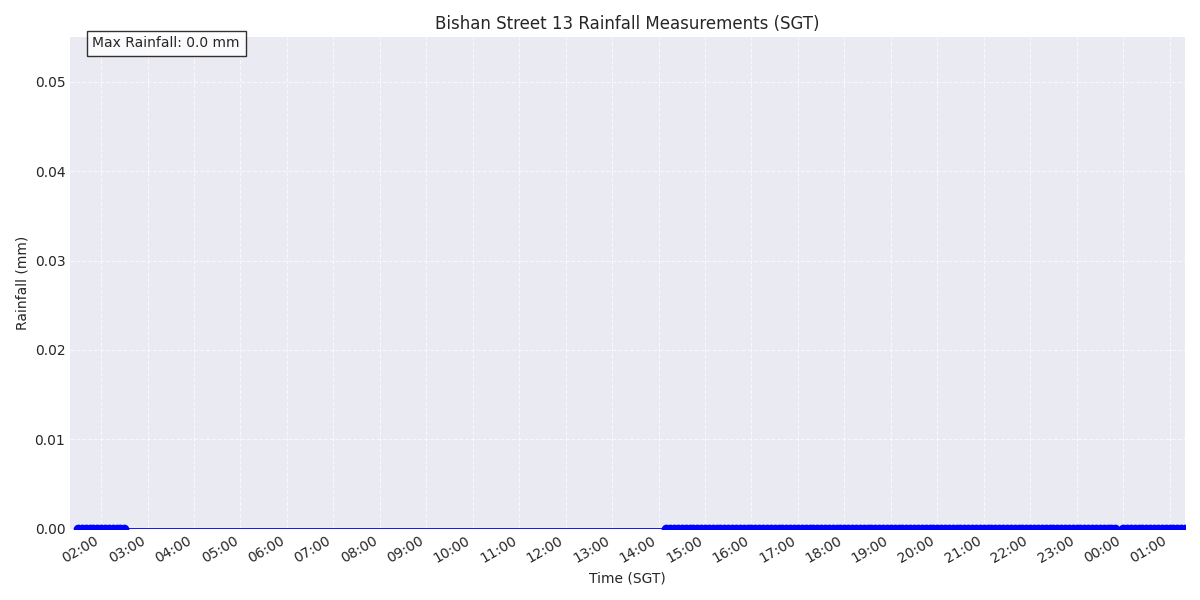 Bishan Street 13 Rainfall Measurements (SGT)
Max Rainfall: 0.0 mm
0.05
0.04
0.03
0.02
0.01
0.00
Rainfall (mm)
02:00 03:00 04:00 05:00 06:00 07:00 08:00 09:00 10:00 11:00 12:00 13:00 14:00 15:00 16:00 17:00 18:00 19:00 20:00 21:00 22:00 23:00 00:00 01:00
Time (SGT)